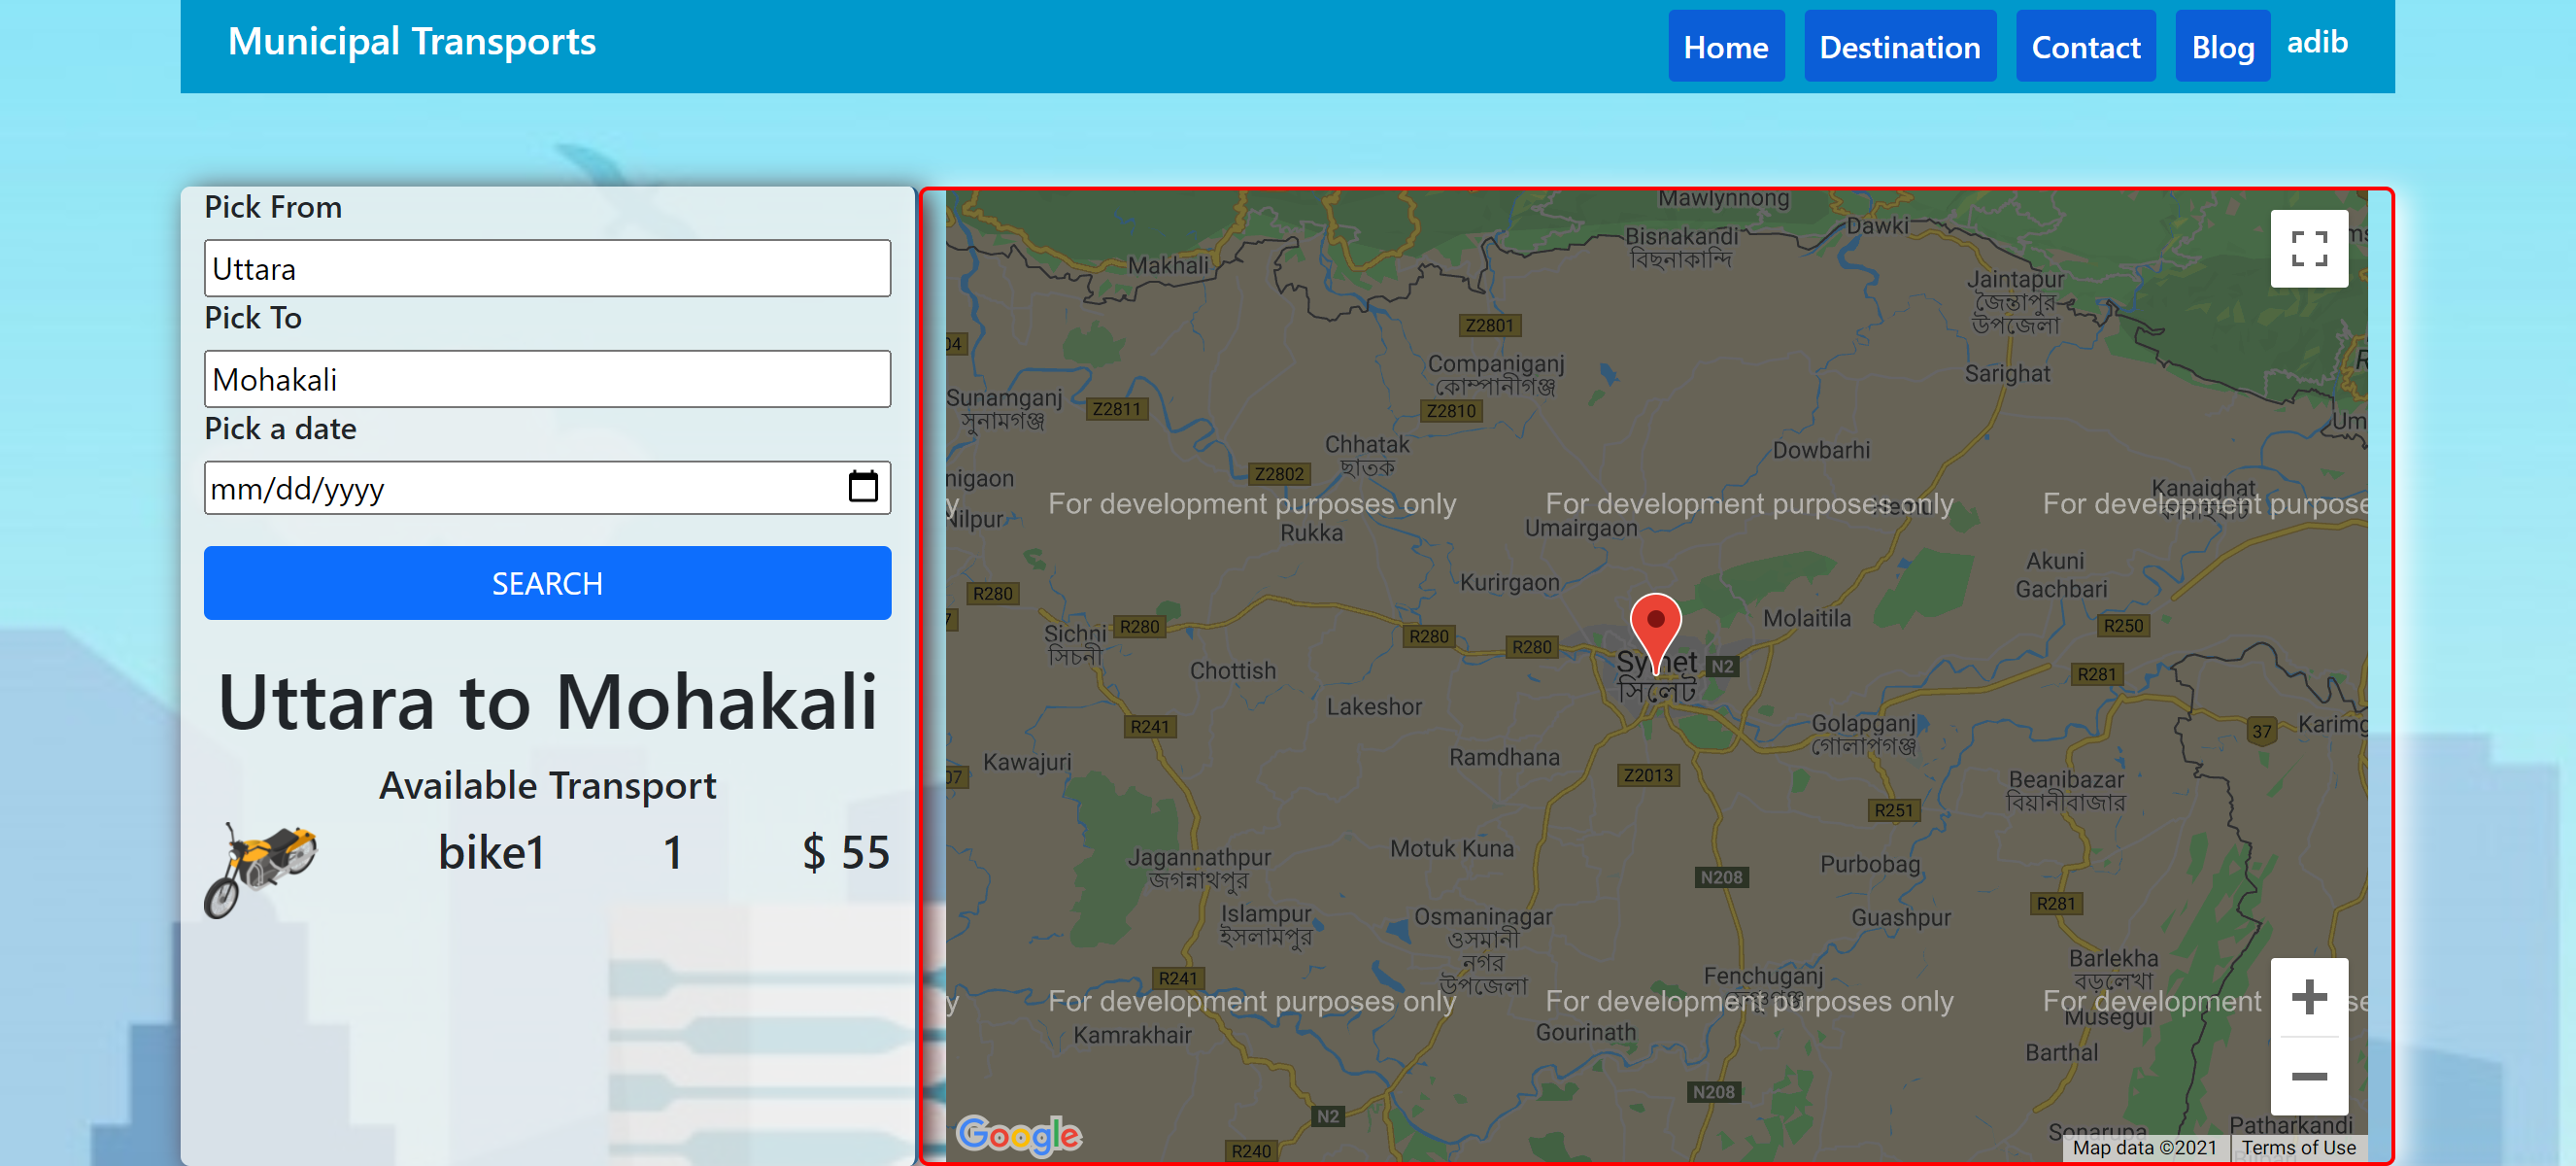 Municipal Transports
Home
Destination
Contact
Blog
adib
Pick From
Uttara
Pick To
Mohakali
Pick a date
mm/dd/yyyy
SEARCH
Uttara to Mohakali
Available Transport
bike1 1 $ 55
Mawlynnong
Dawki
Bisnakandi
বিছনাকান্দি
Makhali
Jaintapur
জৈন্তাপুর
উপজেলা
Z2801
04
Companiganj
কোম্পানীগঞ্জ
Sarighat
Sunamganj
সুনামগঞ্জ
Z2811
Z2810
Um
Chhatak
ছাতক
Dowbarhi
Z2802
nigaon
Kanaighat
For development purposes only
For development purposes only
For development purpose
Nilpur
Rukka
Umairgaon
Akuni
Gachbari
Kurirgaon
R280
Molaitila
R250
Sichni
সিচনী
R280
R280
R280
Sylhet
সিলেট
N2
Chottish
R281
Lakeshor
R241
Golapganj
গোলাপগঞ্জ
37
Karimg
Kawajuri
Ramdhana
07
Z2013
Beanibazar
বিয়ানীবাজার
R251
Motuk Kuna
Jagannathpur
জগন্নাথপুর
Purbobag
N208
Islampur
ইসলামপুর
Osmaninagar
ওসমানী
নগর
উপজেলা
Guashpur
R281
Barlekha
বড়লেখা
R241
Fenchuganj
For development purposes only
For development purposes only
For development
Musegul
Kamrakhair
Gourinath
Barthal
N208
N2
Sonarupa
Patharkandi
R240
Google
Map data ©2021
Terms of Use